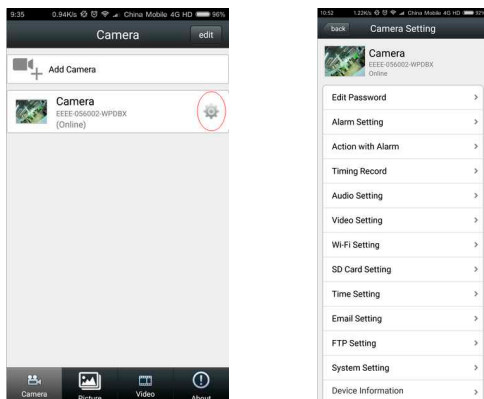 9:35 0.94K/s China Mobile 4G HD 96%
Camera edit
Add Camera
Camera
EEEE-056002-WPDBX
(Online)
Camera Picture Video About
10:52 1.22K/s China Mobile 4G HD 92%
back Camera Setting
Camera
EEEE-056002-WPDBX
Online
Edit Password
Alarm Setting
Action with Alarm
Timing Record
Audio Setting
Video Setting
Wi-Fi Setting
SD Card Setting
Time Setting
Email Setting
FTP Setting
System Setting
Device Information